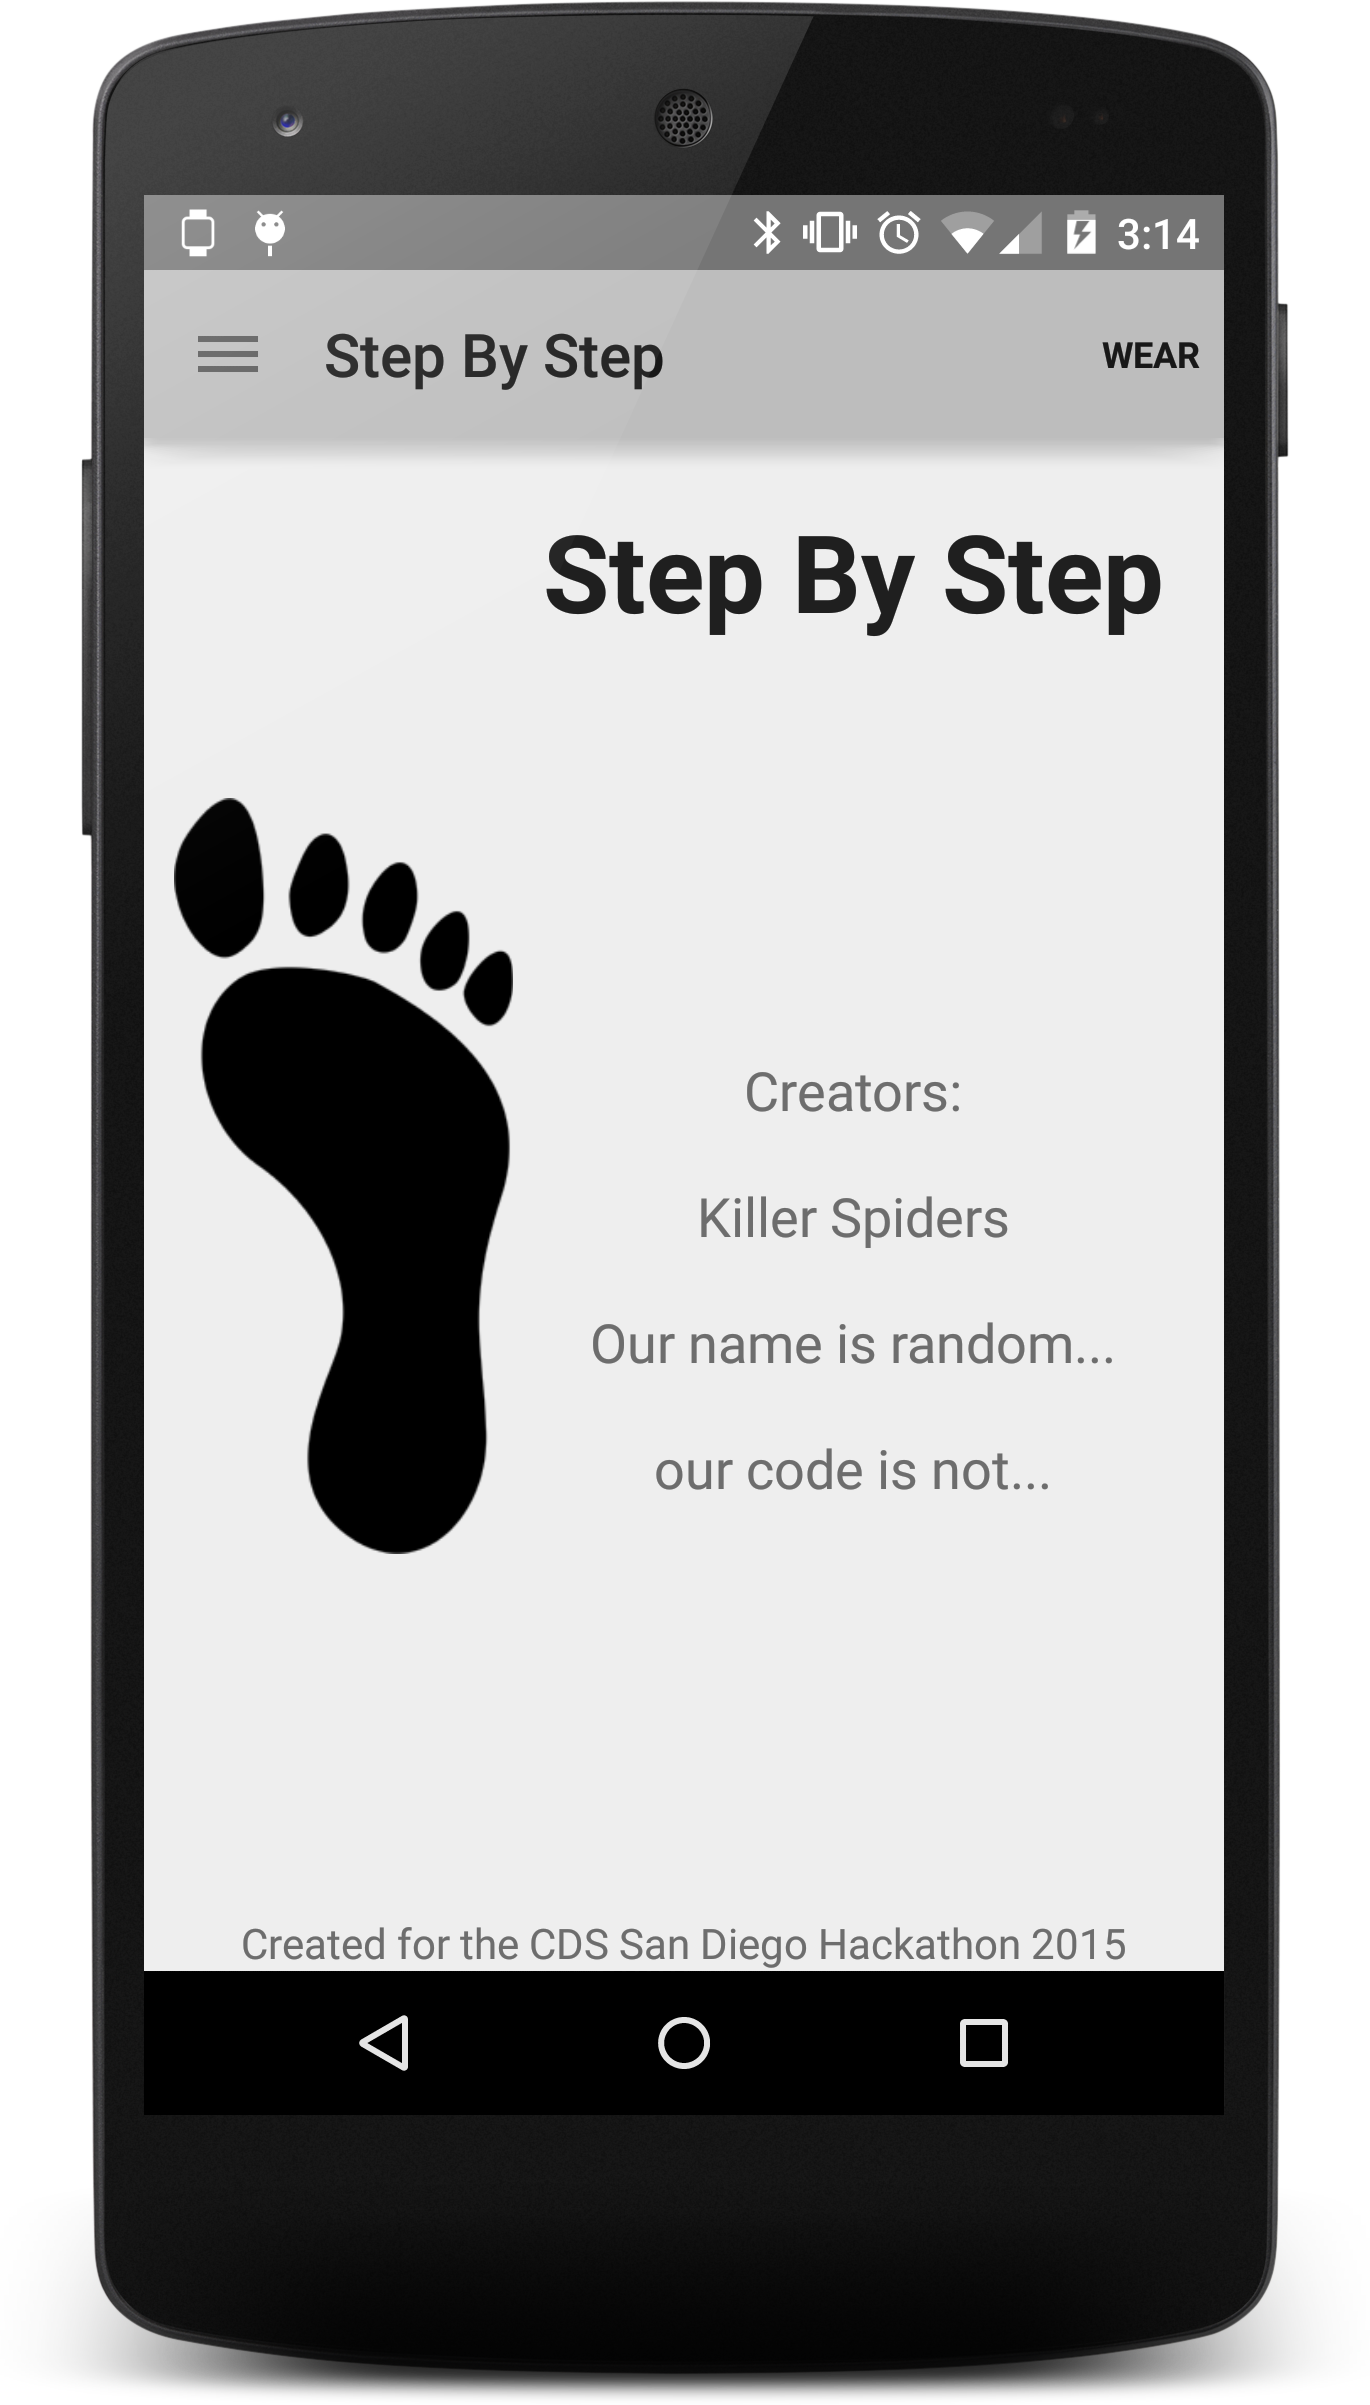 3:14
Step By Step
WEAR
Step By Step
Creators:
Killer Spiders
Our name is random...
our code is not...
Created for the CDS San Diego Hackathon 2015